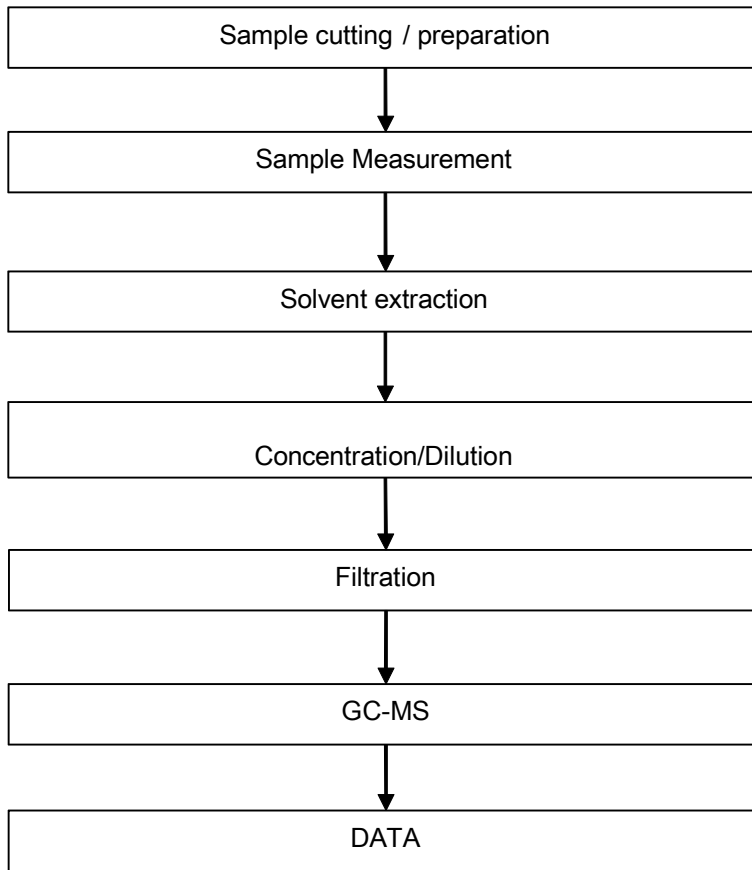 Sample cutting / preparation
Sample Measurement
Solvent extraction
Concentration/Dilution
Filtration
GC-MS
DATA